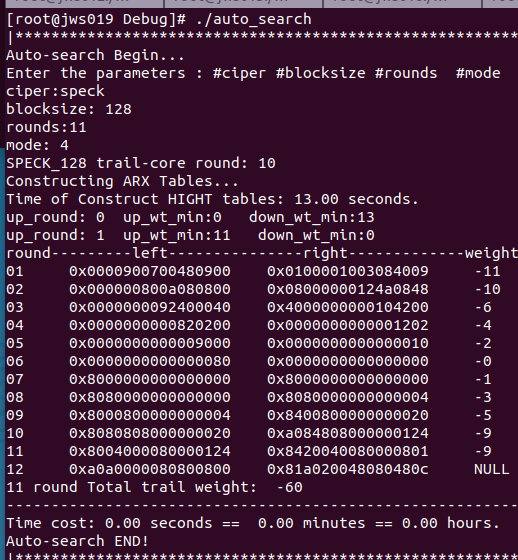 [root@jws019 Debug]# ./auto_search
|************************************************************
Auto-search Begin...
Enter the parameters : #ciper #blocksize #rounds  #mode
ciper:speck
blocksize: 128
rounds:11
mode: 4
SPECK_128 trail-core round: 10
Constructing ARX Tables...
Time of Construct HIGHT tables: 13.00 seconds.
up_round: 0  up_wt_min:0   down_wt_min:13
up_round: 1  up_wt_min:11   down_wt_min:0
round---------left---------------right-------------weight
01     0x0000900700480900    0x0100001003084009    -11
02     0x000000800a080800    0x08000000124a0848    -10
03     0x0000000092400040    0x4000000000104200    -6
04     0x0000000000820200    0x0000000000001202    -4
05     0x0000000000009000    0x0000000000000010    -2
06     0x0000000000000080    0x0000000000000000    -0
07     0x8000000000000000    0x8000000000000000    -1
08     0x8080000000000000    0x8080000000000004    -3
09     0x8000800000000004    0x8400800000000020    -5
10     0x8080808000000020    0xa084808000000124    -9
11     0x8004000080000124    0x8420040080000801    -9
12     0xa0a0000080800800    0x81a020048080480c    NULL
11 round Total trail weight:  -60
------------------------------------------------------------
Time cost: 0.00 seconds ==  0.00 minutes == 0.00 hours.
Auto-search END!
|************************************************************